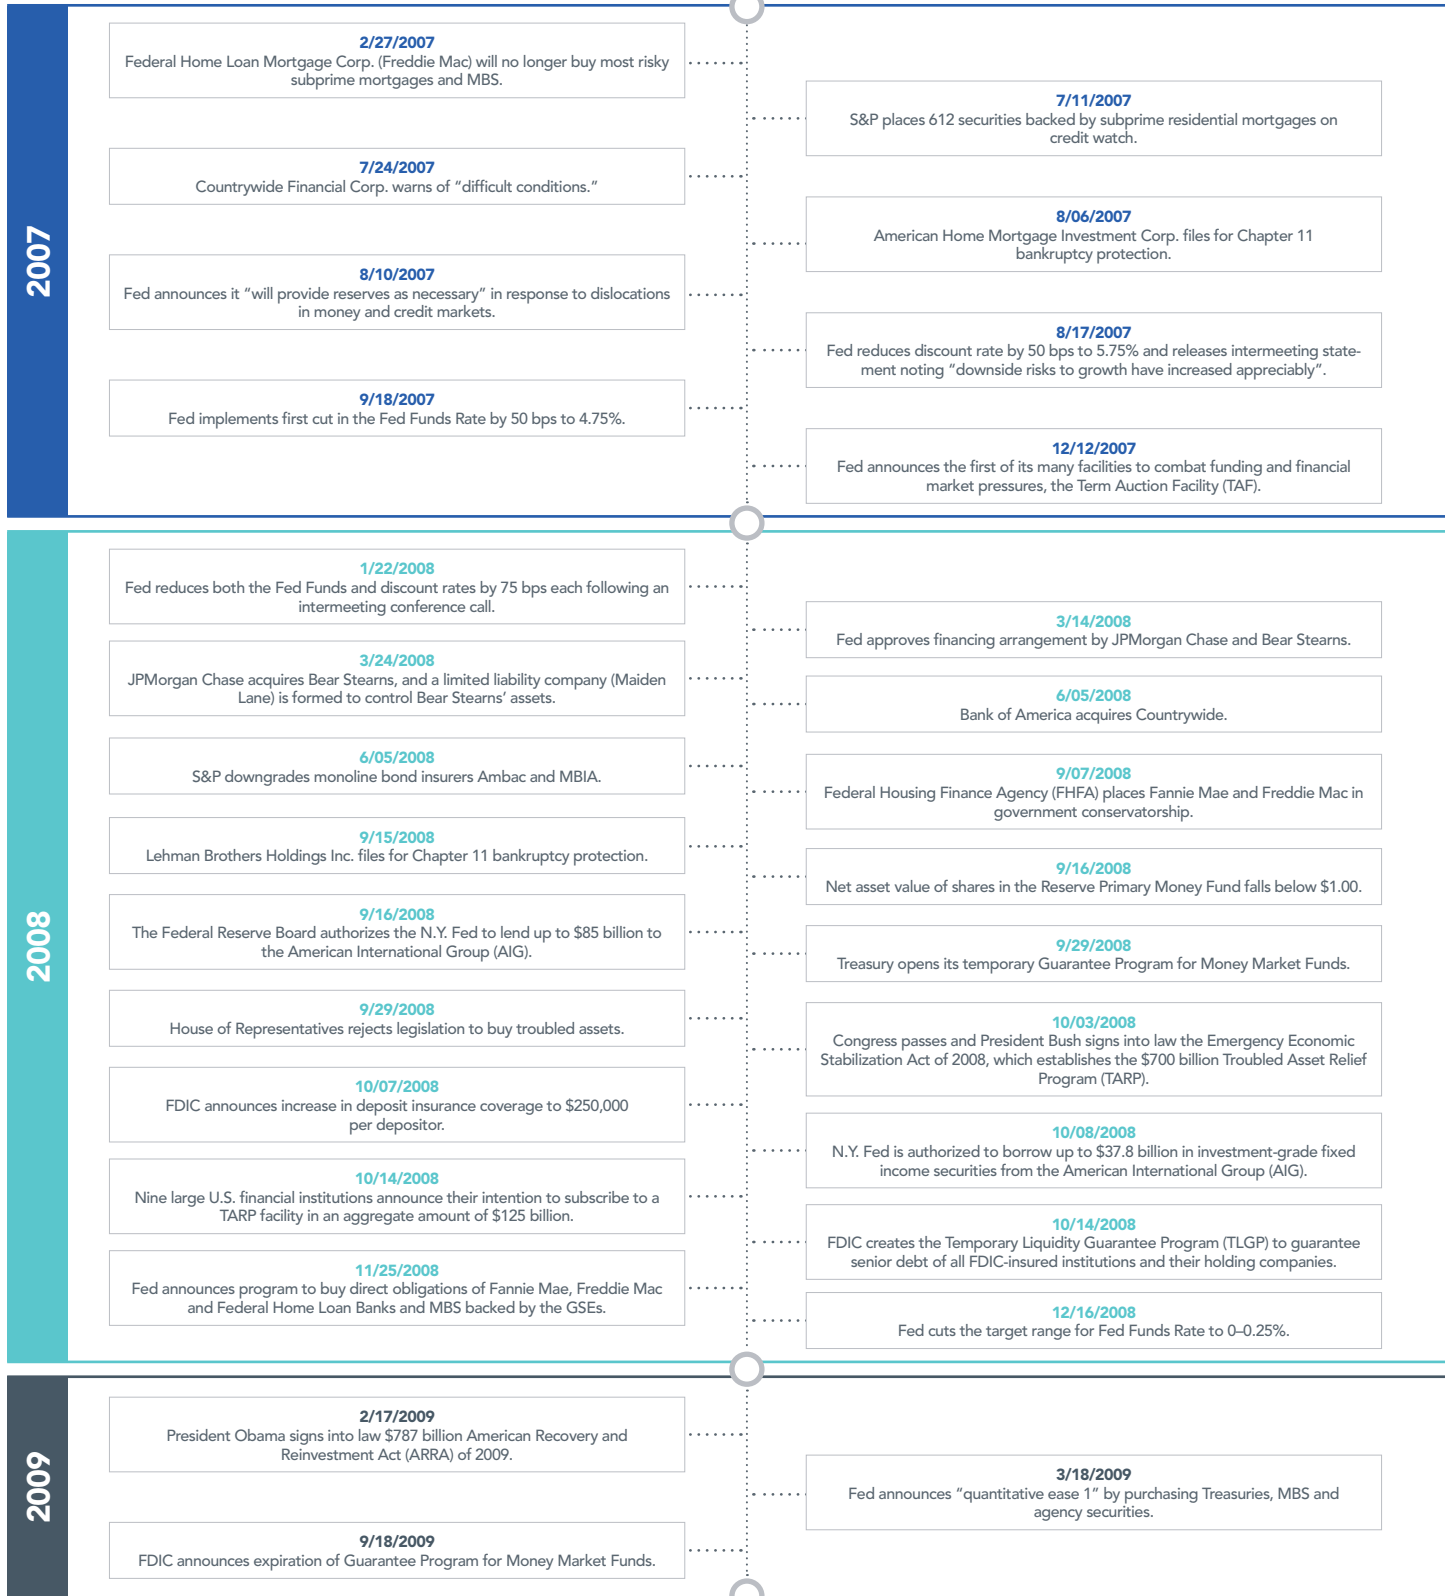 2007
2/27/2007
Federal Home Loan Mortgage Corp. (Freddie Mac) will no longer buy most risky
subprime mortgages and MBS.
7/11/2007
S&P places 612 securities backed by subprime residential mortgages on
credit watch.
7/24/2007
Countrywide Financial Corp. warns of “difficult conditions.”
8/06/2007
American Home Mortgage Investment Corp. files for Chapter 11
bankruptcy protection.
8/10/2007
Fed announces it “will provide reserves as necessary” in response to dislocations
in money and credit markets.
8/17/2007
Fed reduces discount rate by 50 bps to 5.75% and releases intermeeting state-
ment noting “downside risks to growth have increased appreciably”.
9/18/2007
Fed implements first cut in the Fed Funds Rate by 50 bps to 4.75%.
12/12/2007
Fed announces the first of its many facilities to combat funding and financial
market pressures, the Term Auction Facility (TAF).
2008
1/22/2008
Fed reduces both the Fed Funds and discount rates by 75 bps each following an
intermeeting conference call.
3/14/2008
Fed approves financing arrangement by JPMorgan Chase and Bear Stearns.
3/24/2008
JPMorgan Chase acquires Bear Stearns, and a limited liability company (Maiden
Lane) is formed to control Bear Stearns’ assets.
6/05/2008
Bank of America acquires Countrywide.
6/05/2008
S&P downgrades monoline bond insurers Ambac and MBIA.
9/07/2008
Federal Housing Finance Agency (FHFA) places Fannie Mae and Freddie Mac in
government conservatorship.
9/15/2008
Lehman Brothers Holdings Inc. files for Chapter 11 bankruptcy protection.
9/16/2008
Net asset value of shares in the Reserve Primary Money Fund falls below $1.00.
9/16/2008
The Federal Reserve Board authorizes the N.Y. Fed to lend up to $85 billion to
the American International Group (AIG).
9/29/2008
Treasury opens its temporary Guarantee Program for Money Market Funds.
9/29/2008
House of Representatives rejects legislation to buy troubled assets.
10/03/2008
Congress passes and President Bush signs into law the Emergency Economic
Stabilization Act of 2008, which establishes the $700 billion Troubled Asset Relief
Program (TARP).
10/07/2008
FDIC announces increase in deposit insurance coverage to $250,000
per depositor.
10/08/2008
N.Y. Fed is authorized to borrow up to $37.8 billion in investment-grade fixed
income securities from the American International Group (AIG).
10/14/2008
Nine large U.S. financial institutions announce their intention to subscribe to a
TARP facility in an aggregate amount of $125 billion.
10/14/2008
FDIC creates the Temporary Liquidity Guarantee Program (TLGP) to guarantee
senior debt of all FDIC-insured institutions and their holding companies.
11/25/2008
Fed announces program to buy direct obligations of Fannie Mae, Freddie Mac
and Federal Home Loan Banks and MBS backed by the GSEs.
12/16/2008
Fed cuts the target range for Fed Funds Rate to 0–0.25%.
2009
2/17/2009
President Obama signs into law $787 billion American Recovery and
Reinvestment Act (ARRA) of 2009.
3/18/2009
Fed announces “quantitative ease 1” by purchasing Treasuries, MBS and
agency securities.
9/18/2009
FDIC announces expiration of Guarantee Program for Money Market Funds.